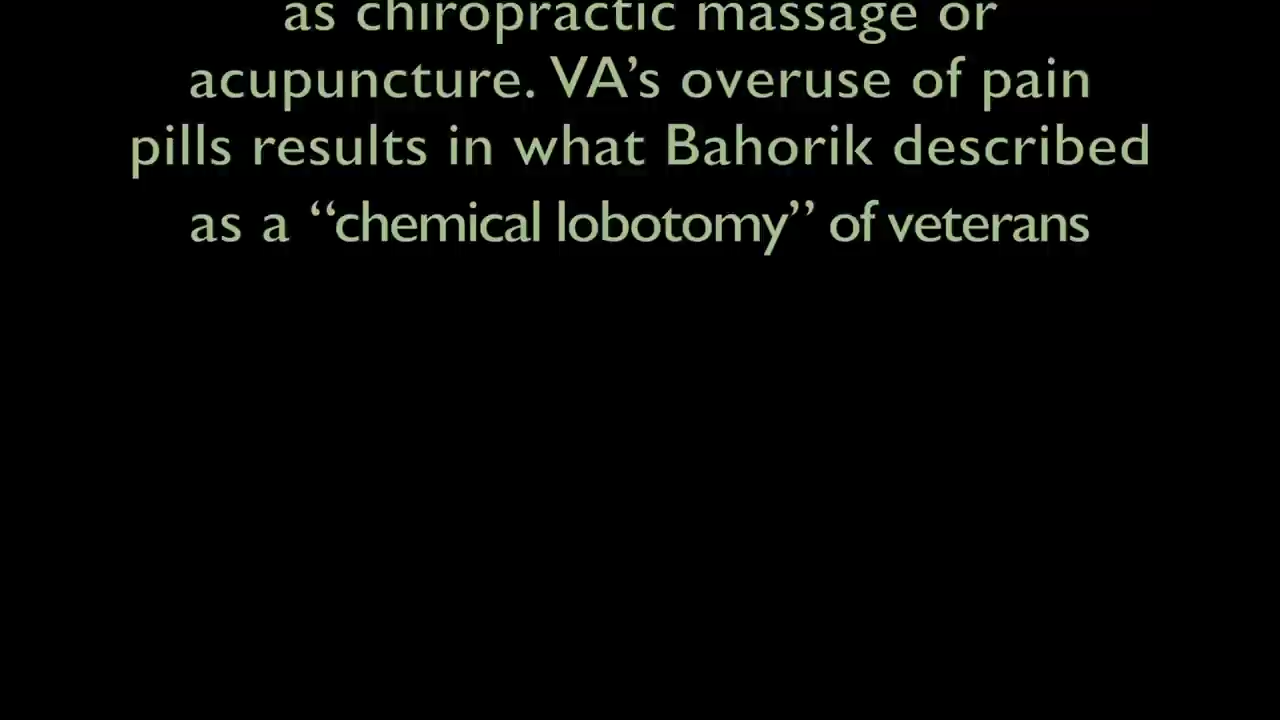 as chiropractic massage or
acupuncture. VA’s overuse of pain
pills results in what Bahorik described
as a “chemical lobotomy” of veterans